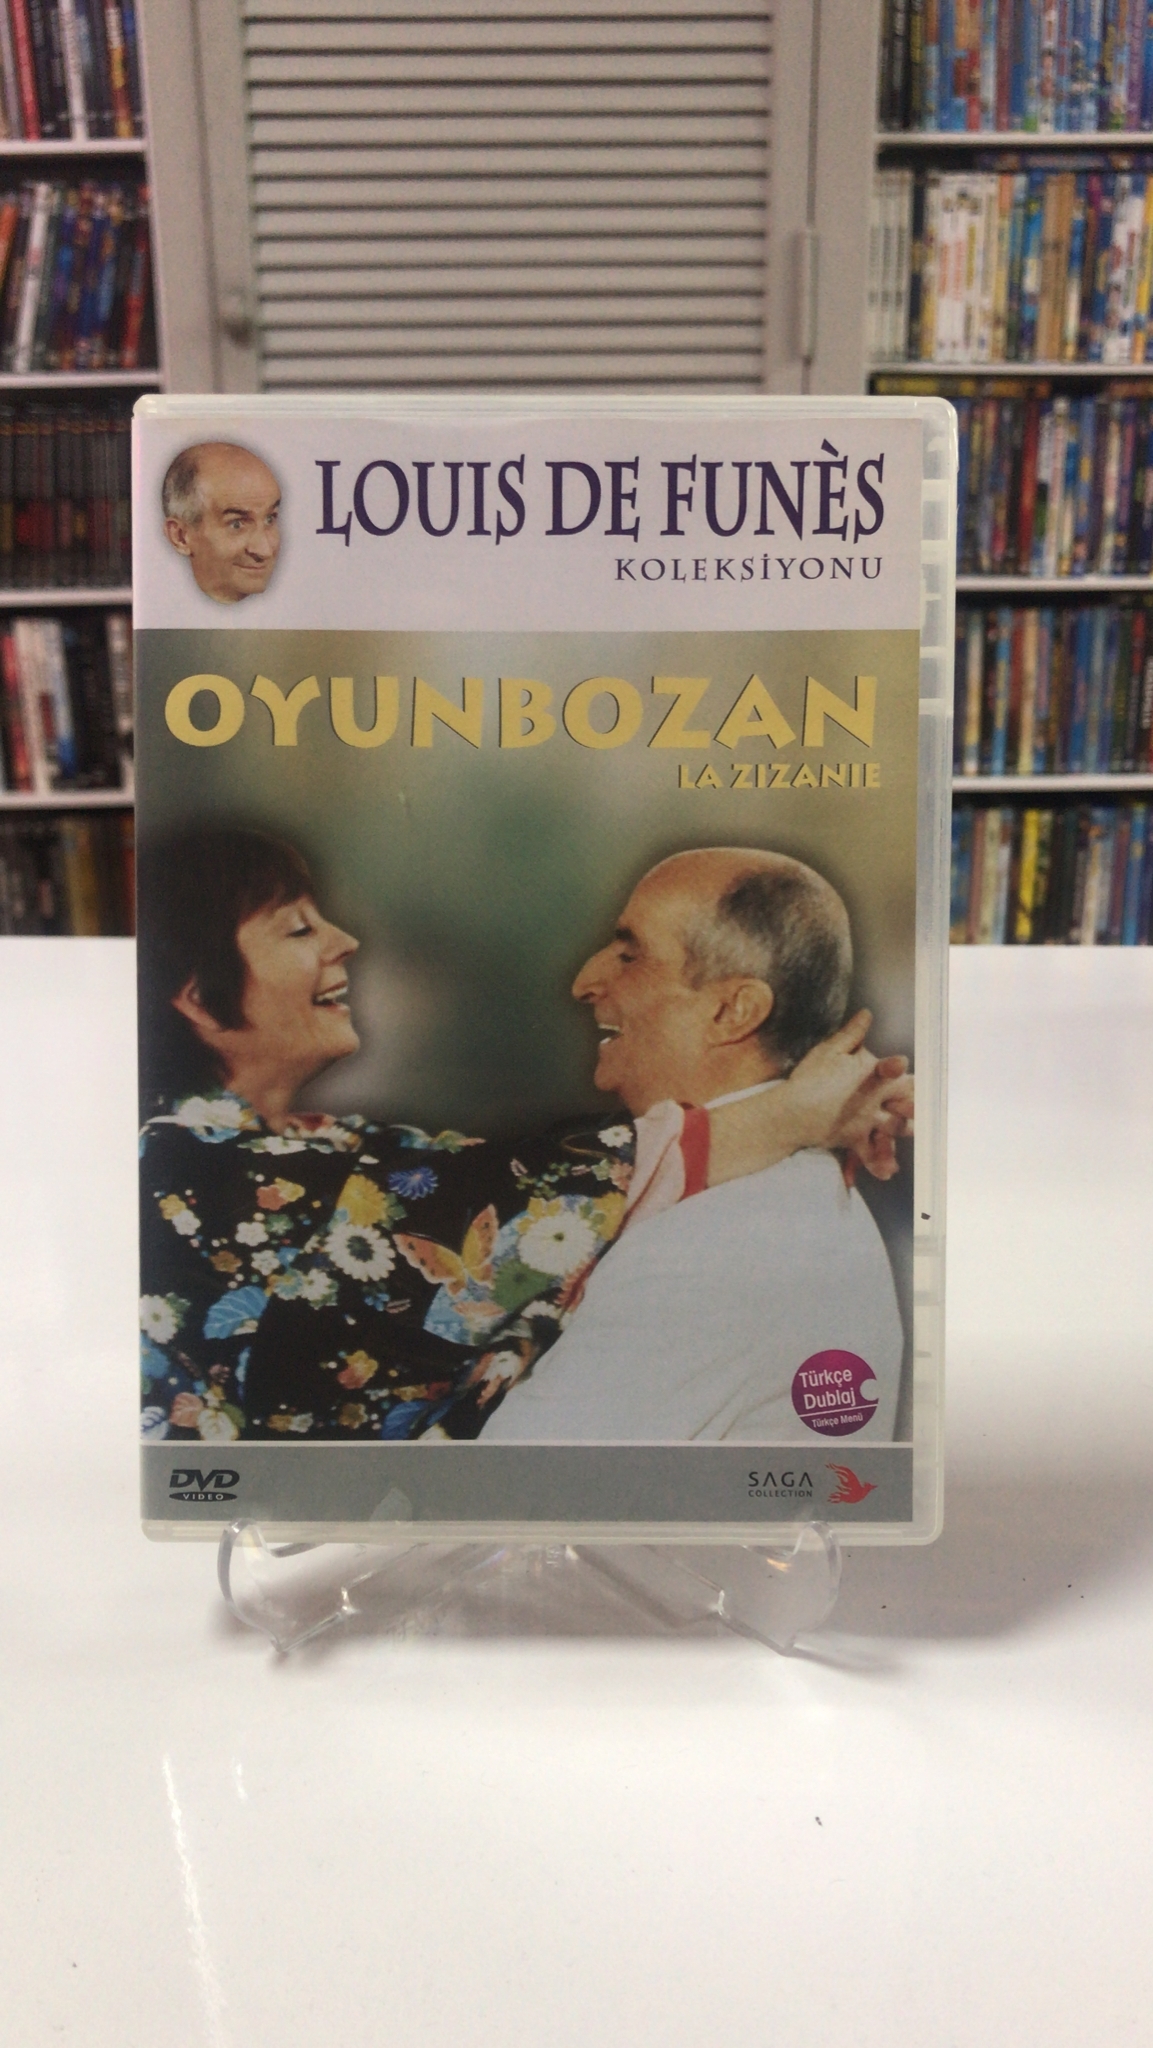 LOUIS DE FUNÈS
KOLEKSİYONU
OYUNBOZAN
LA ZIZANIE
Türkçe
Dublaj
Türkçe Menü
DVD
VIDEO
SAGA
COLLECTION